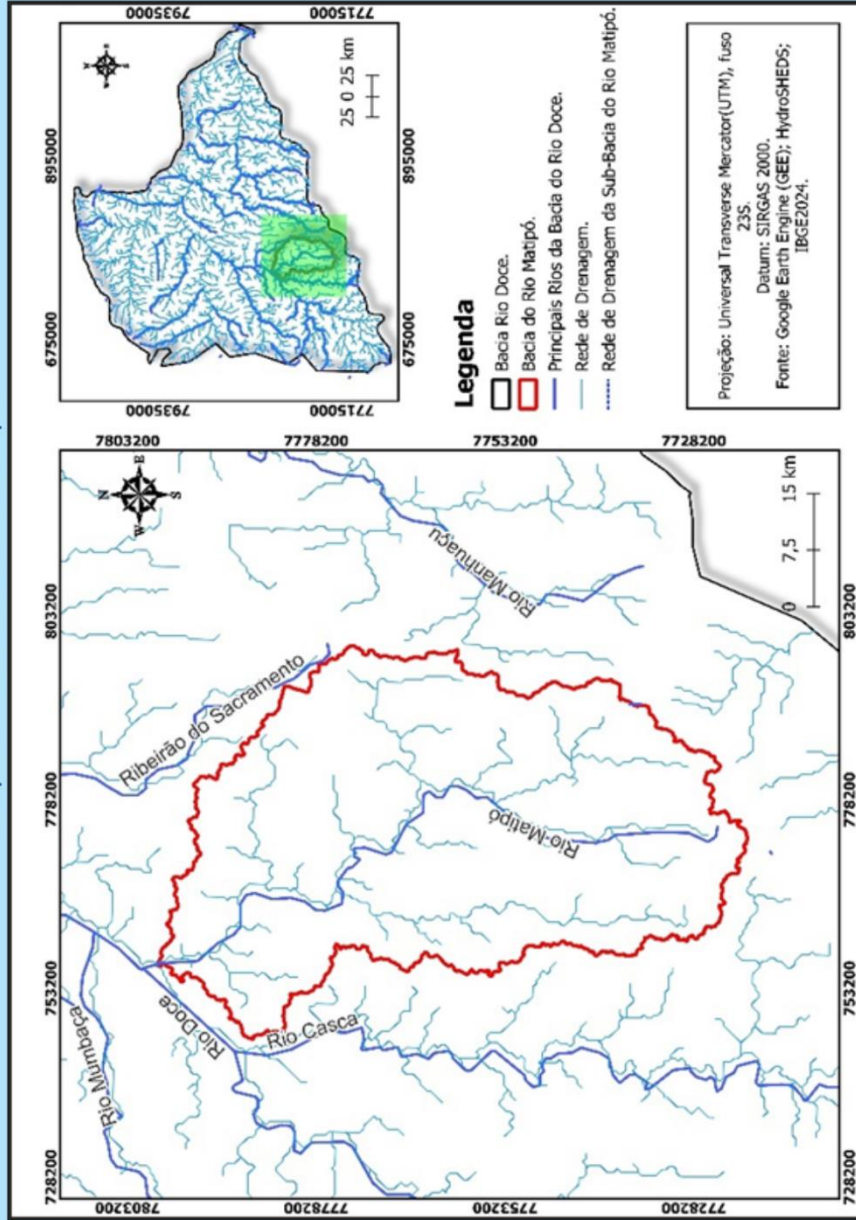 728200
753200
778200
803200
7803200
7778200
7753200
7728200
7803200
7778200
7753200
7728200
728200
753200
778200
803200
N
W
E
S
Rio Mumbaça
Rio Doce
Rio Casca
Ribeirão do Sacramento
Rio Matipó
Rio Manhuaçu
0 7,5 15 km
675000
895000
7935000
7715000
7935000
7715000
675000
895000
25 0 25 km
Legenda
Bacia Rio Doce.
Bacia do Rio Matipó.
Principais Rios da Bacia do Rio Doce.
Rede de Drenagem.
Rede de Drenagem da Sub-Bacia do Rio Matipó.
Projeção: Universal Transverse Mercator(UTM), fuso
23S.
Datum: SIRGAS 2000.
Fonte: Google Earth Engine (GEE); HydroSHEDS;
IBGE2024.